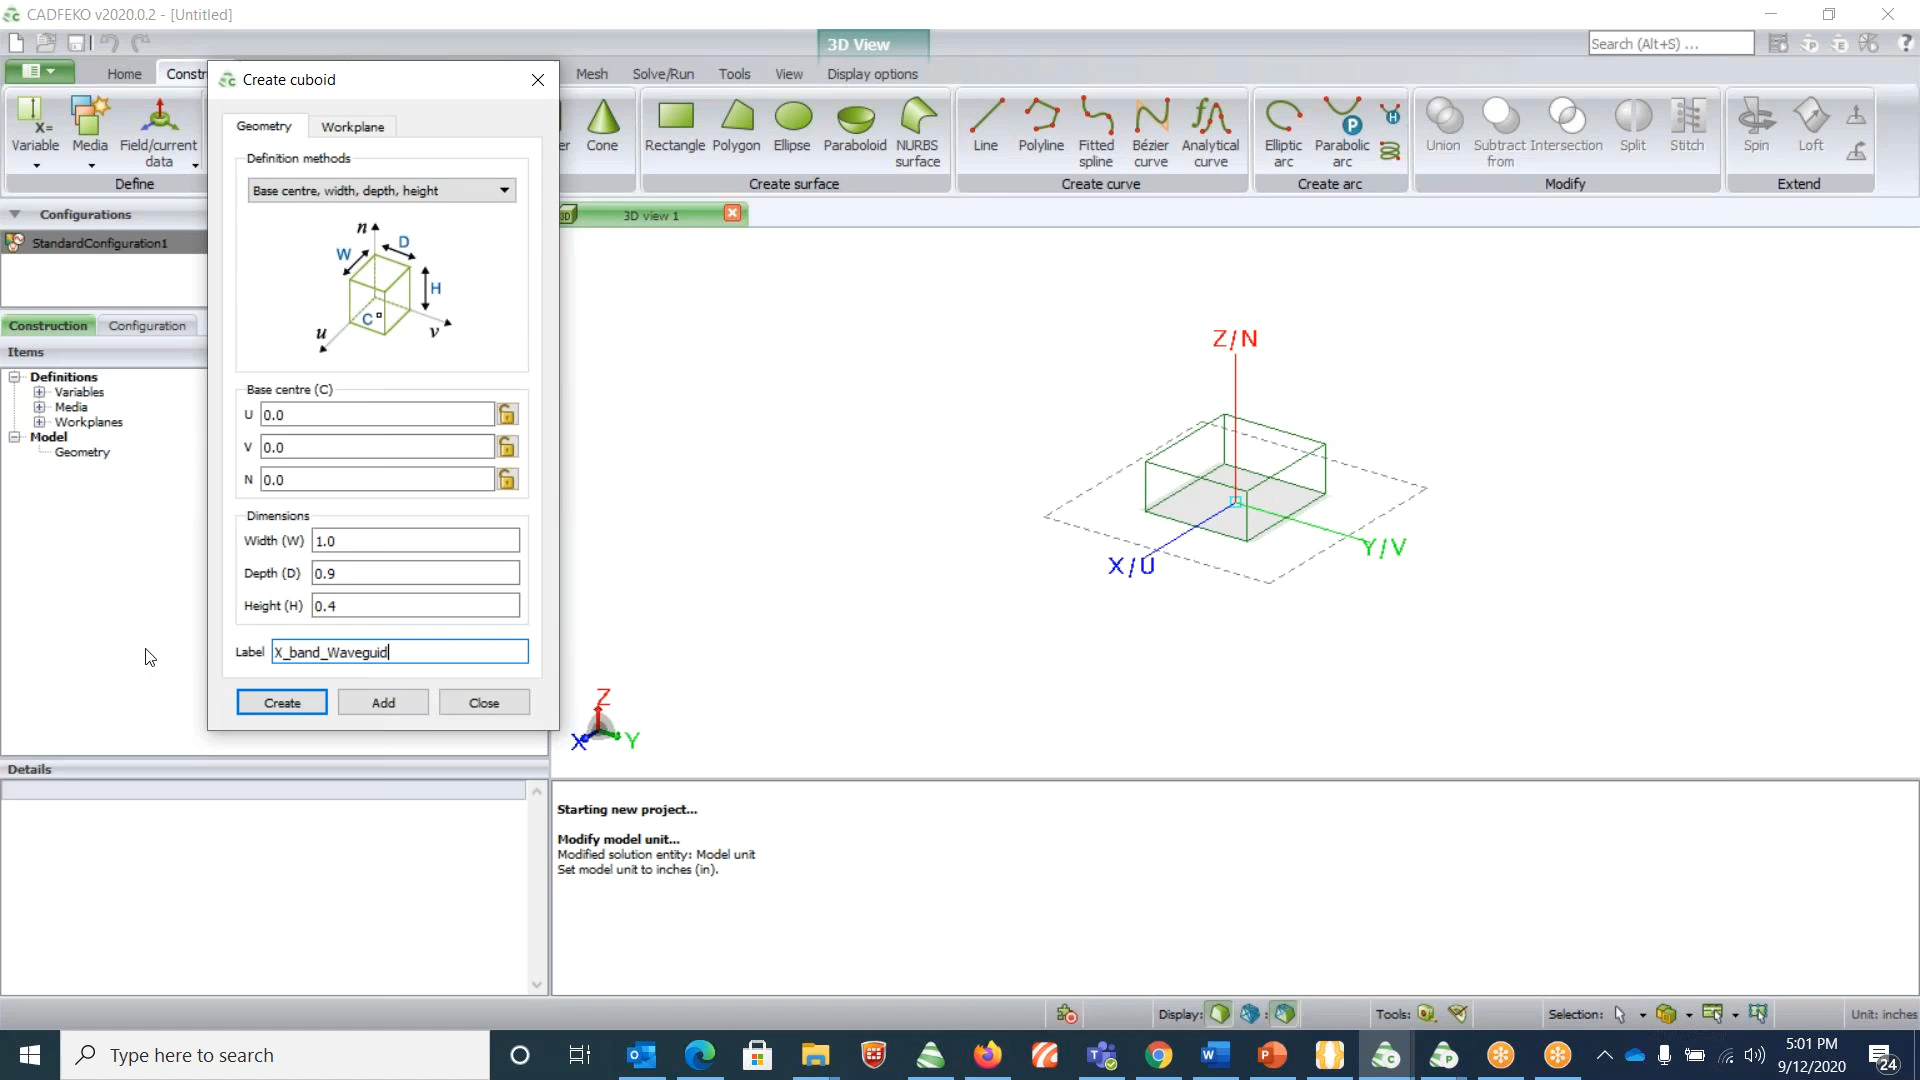 CADFEKO v2020.0.2 - [Untitled]
3D View
Search (Alt+S) ...
Home
Constr
Mesh
Solve/Run
Tools
View
Display options
Variable
Media
Field/current
data
er
Cone
Rectangle
Polygon
Ellipse
Paraboloid
NURBS
surface
Line
Polyline
Fitted
spline
Bézier
curve
Analytical
curve
Elliptic
arc
Parabolic
arc
Union
Subtract
from
Intersection
Split
Stitch
Spin
Loft
Define
Create surface
Create curve
Create arc
Modify
Extend
Configurations
StandardConfiguration1
3D view 1
Construction
Configuration
Items
Definitions
Variables
Media
Workplanes
Model
Geometry
Create cuboid
Geometry
Workplane
Definition methods
Base centre, width, depth, height
n
D
W
H
C
u
v
Base centre (C)
U 0.0
V 0.0
N 0.0
Dimensions
Width (W) 1.0
Depth (D) 0.9
Height (H) 0.4
Label X_band_Waveguid
Create
Add
Close
Z/N
X/U
Y/V
Z
X
Y
Details
Starting new project...
Modify model unit...
Modified solution entity: Model unit
Set model unit to inches (in).
Display:
Tools:
Selection:
Unit: inches
Type here to search
5:01 PM
9/12/2020
24